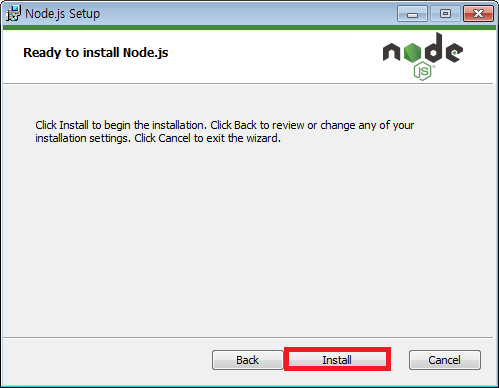 Node.js Setup
Ready to install Node.js
node
JS
Click Install to begin the installation. Click Back to review or change any of your
installation settings. Click Cancel to exit the wizard.
Back
Install
Cancel